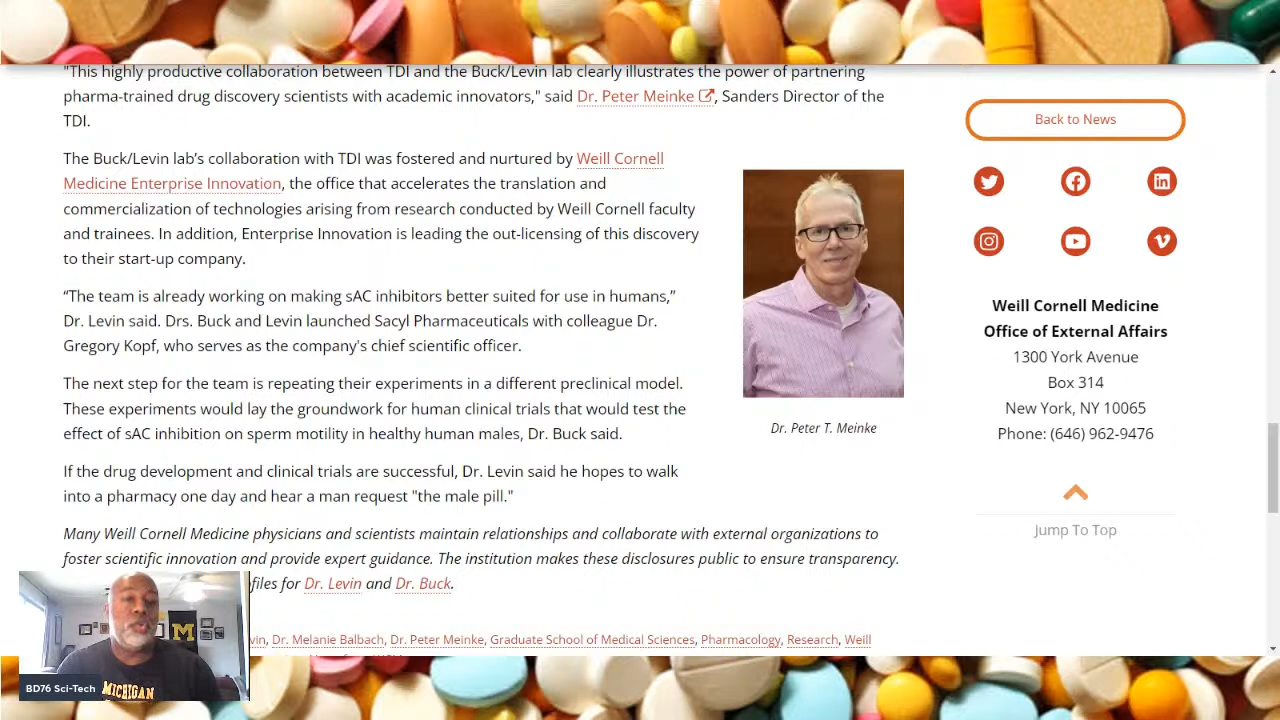 "This highly productive collaboration between TDI and the Buck/Levin lab clearly illustrates the power of partnering
pharma-trained drug discovery scientists with academic innovators," said Dr. Peter Meinke, Sanders Director of the
TDI.
The Buck/Levin lab’s collaboration with TDI was fostered and nurtured by Weill Cornell
Medicine Enterprise Innovation, the office that accelerates the translation and
commercialization of technologies arising from research conducted by Weill Cornell faculty
and trainees. In addition, Enterprise Innovation is leading the out-licensing of this discovery
to their start-up company.
“The team is already working on making sAC inhibitors better suited for use in humans,”
Dr. Levin said. Drs. Buck and Levin launched Sacyl Pharmaceuticals with colleague Dr.
Gregory Kopf, who serves as the company's chief scientific officer.
The next step for the team is repeating their experiments in a different preclinical model.
These experiments would lay the groundwork for human clinical trials that would test the
effect of sAC inhibition on sperm motility in healthy human males, Dr. Buck said.
If the drug development and clinical trials are successful, Dr. Levin said he hopes to walk
into a pharmacy one day and hear a man request "the male pill."
Dr. Peter T. Meinke
Many Weill Cornell Medicine physicians and scientists maintain relationships and collaborate with external organizations to
foster scientific innovation and provide expert guidance. The institution makes these disclosures public to ensure transparency.
files for Dr. Levin and Dr. Buck.
vin, Dr. Melanie Balbach, Dr. Peter Meinke, Graduate School of Medical Sciences, Pharmacology, Research, Weill
Back to News
Weill Cornell Medicine
Office of External Affairs
1300 York Avenue
Box 314
New York, NY 10065
Phone: (646) 962-9476
Jump To Top
M
MICHIGAN
BD76 Sci-Tech